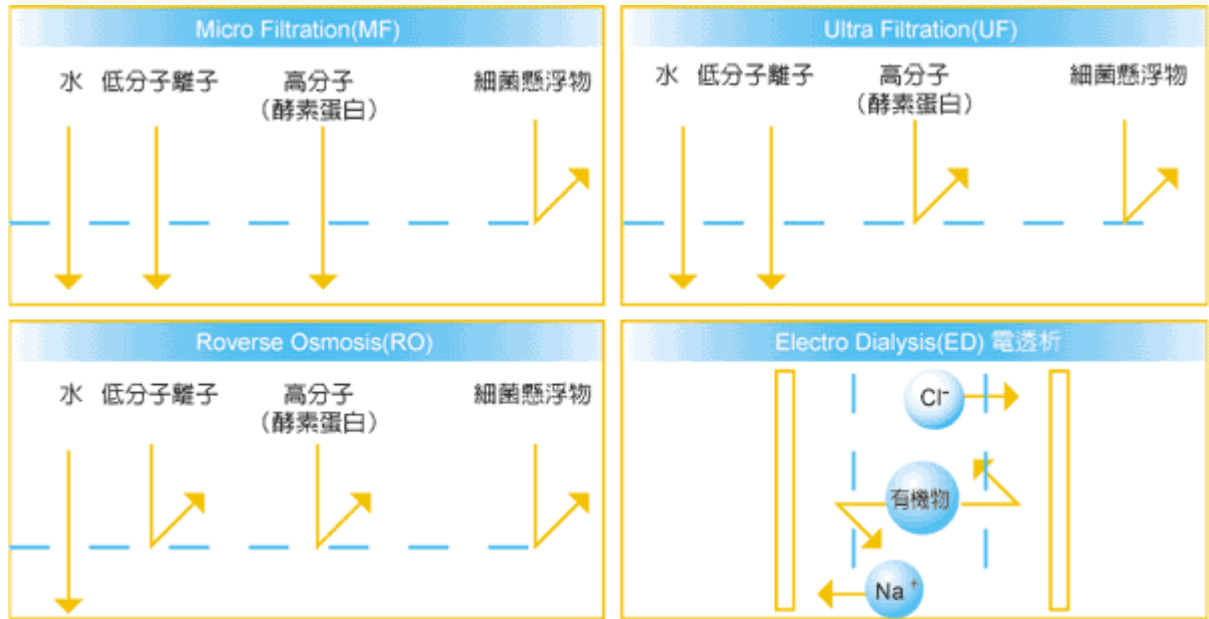 Micro Filtration(MF)
水 低分子離子 高分子 細菌懸浮物
(酵素蛋白)
Ultra Filtration(UF)
水 低分子離子 高分子 細菌懸浮物
(酵素蛋白)
Roverse Osmosis(RO)
水 低分子離子 高分子 細菌懸浮物
(酵素蛋白)
Electro Dialysis(ED) 電透析
Cl-
有機物
Na+